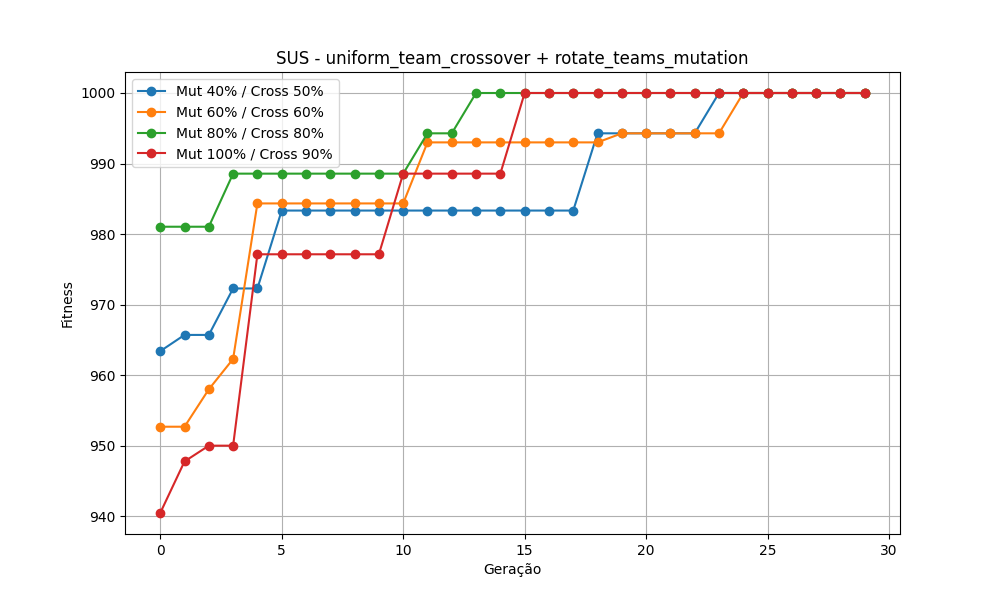 SUS - uniform_team_crossover + rotate_teams_mutation
Mut 40% / Cross 50%
Mut 60% / Cross 60%
Mut 80% / Cross 80%
Mut 100% / Cross 90%
Fitness
1000
990
980
970
960
950
940
0 5 10 15 20 25 30
Geração